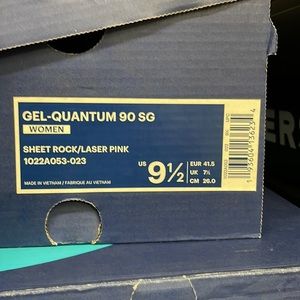 GEL-QUANTUM 90 SG
WOMEN
SHEET ROCK/LASER PINK
1022A053-023
US 9½
EUR 41.5
UK 7½
CM 26.0
MADE IN VIETNAM / FABRIQUE AU VIETNAM